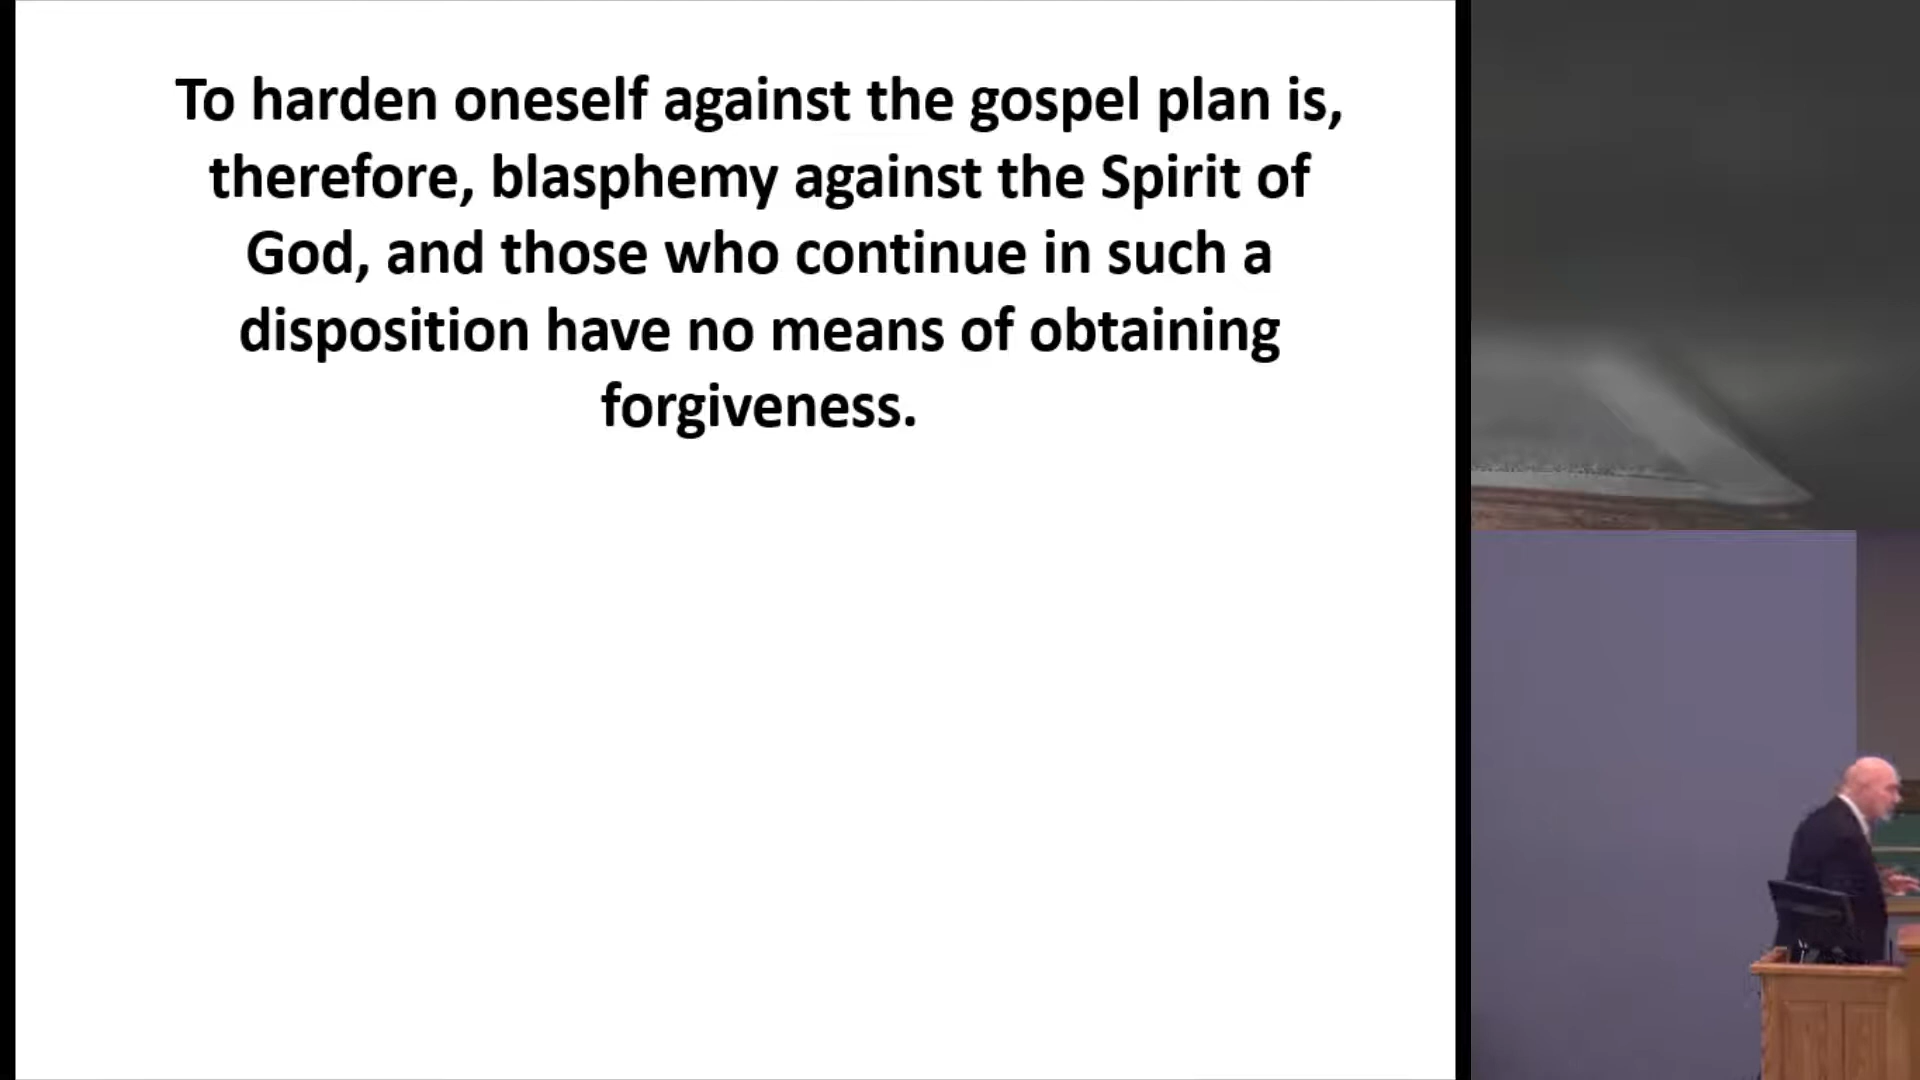 To harden oneself against the gospel plan is,
therefore, blasphemy against the Spirit of
God, and those who continue in such a
disposition have no means of obtaining
forgiveness.